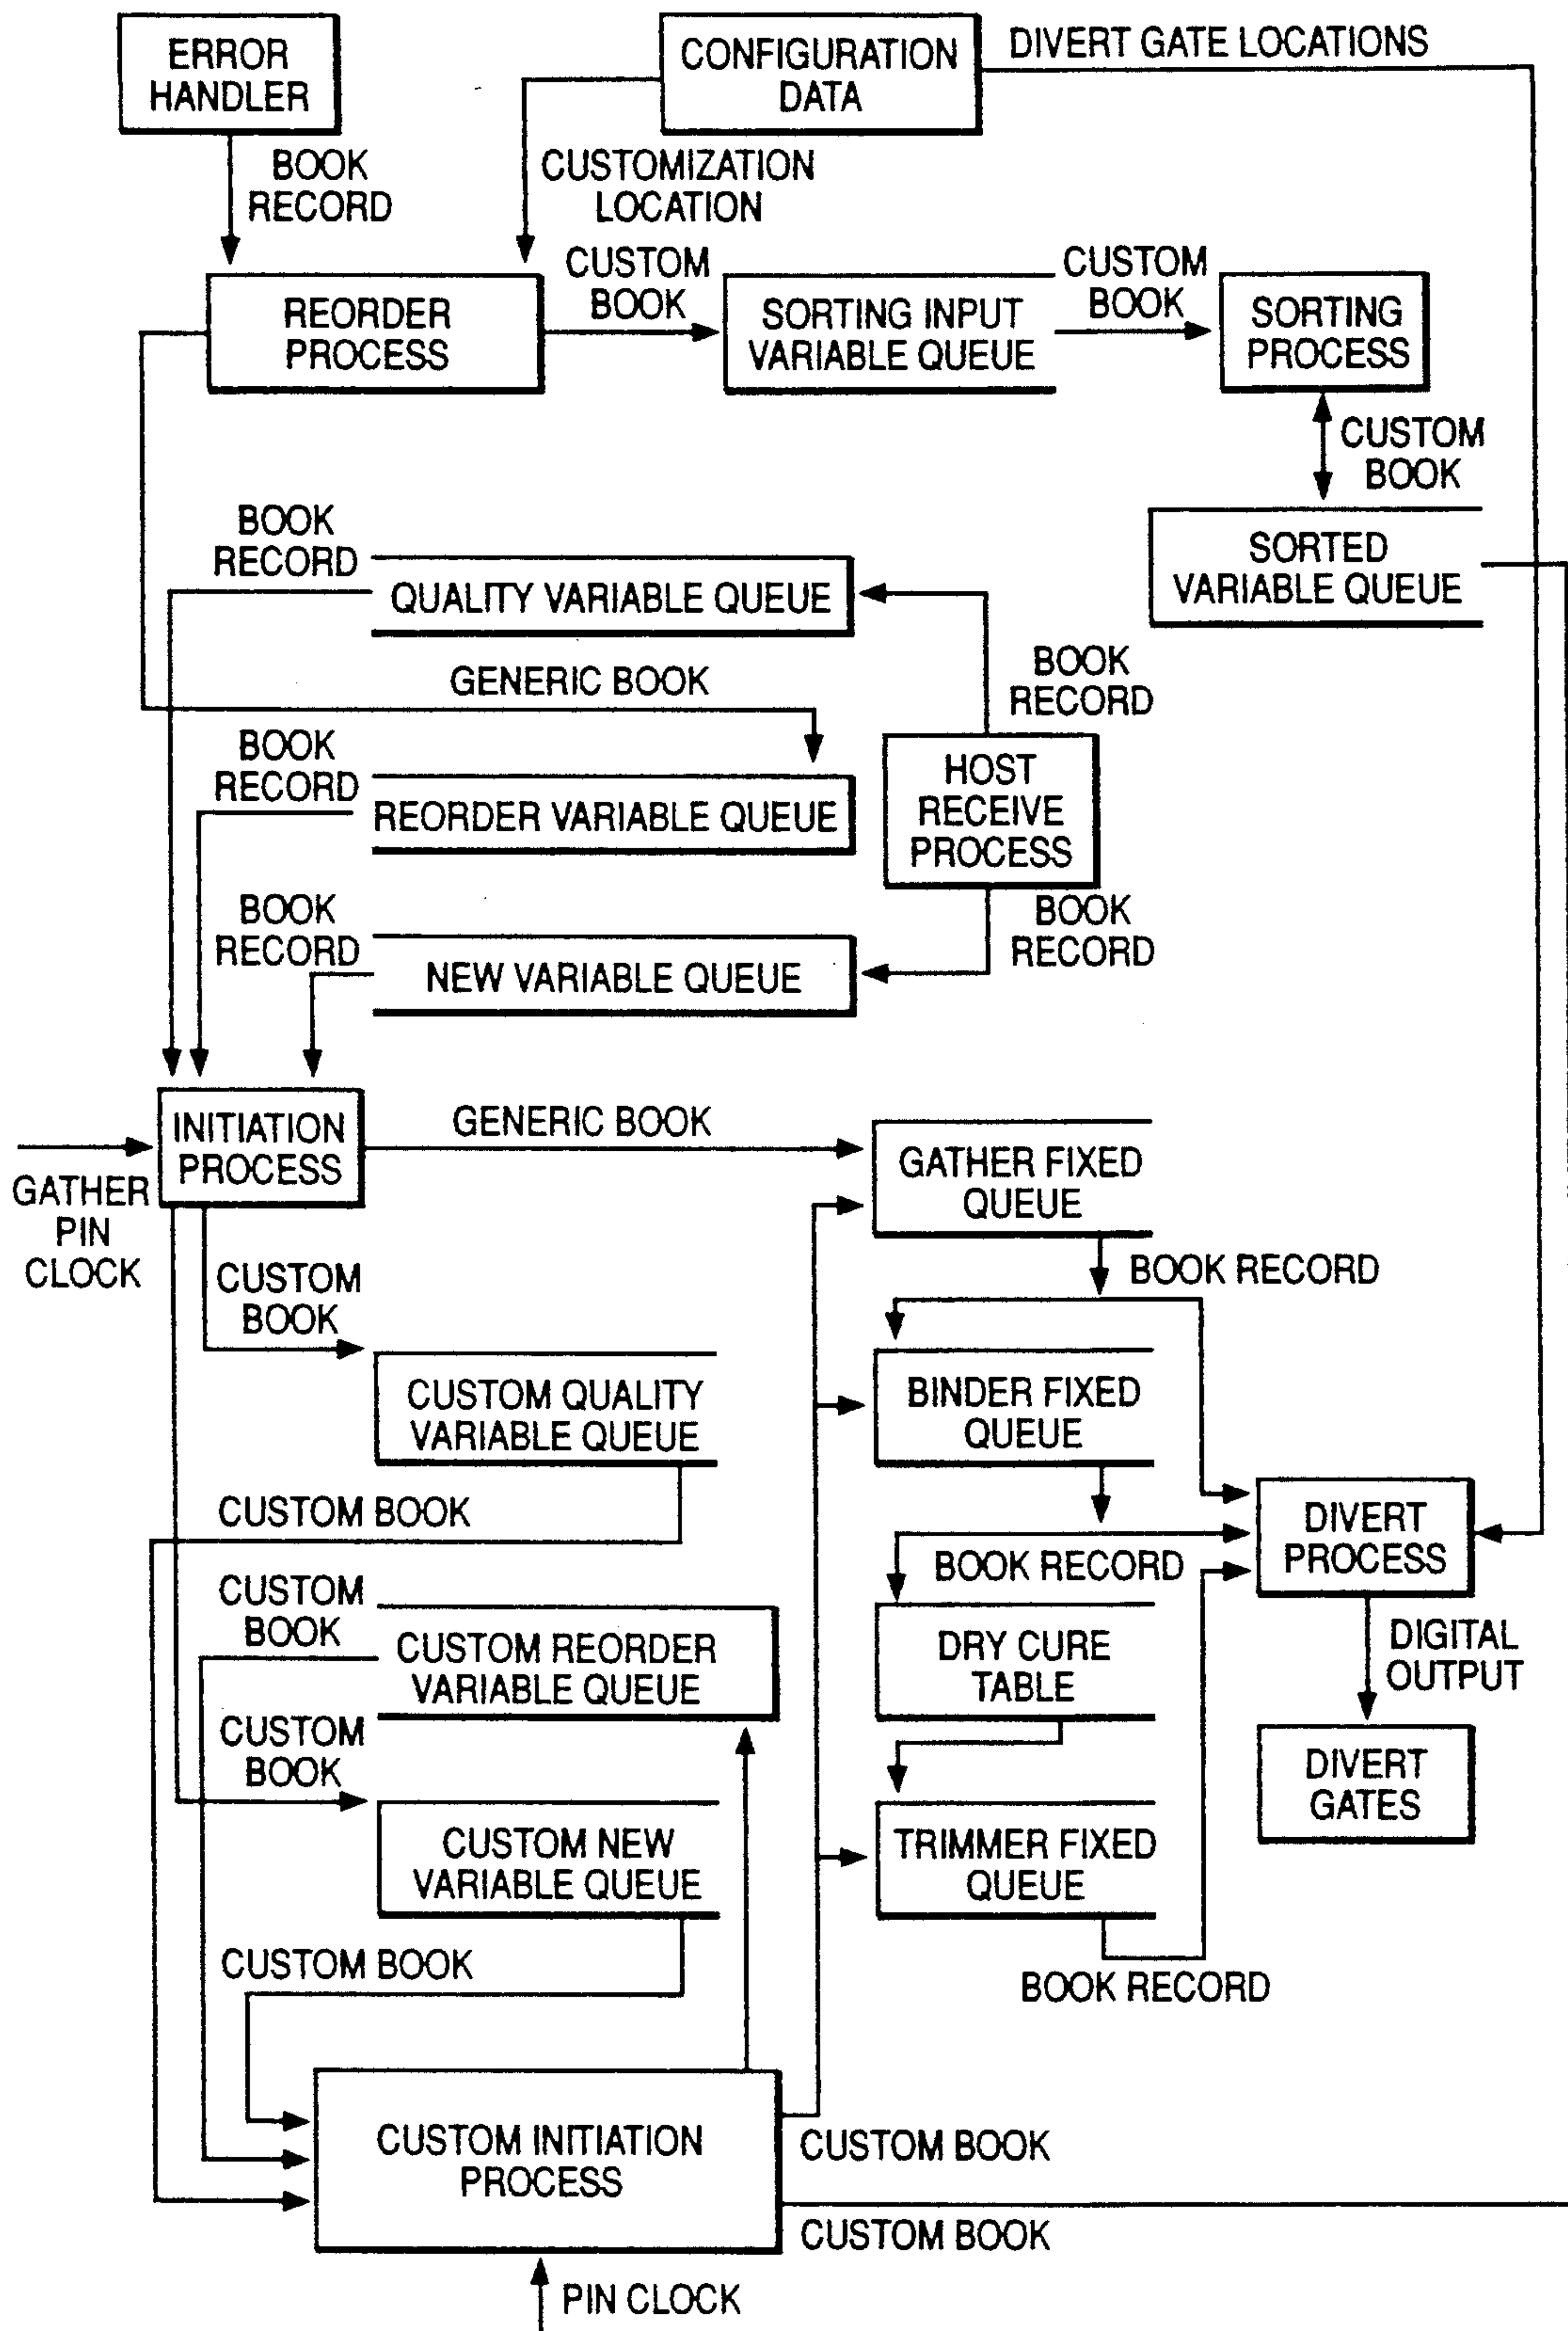 ERROR
HANDLER
CONFIGURATION
DATA
DIVERT GATE LOCATIONS
BOOK
RECORD
CUSTOMIZATION
LOCATION
REORDER
PROCESS
CUSTOM
BOOK
SORTING INPUT
VARIABLE QUEUE
CUSTOM
BOOK
SORTING
PROCESS
CUSTOM
BOOK
SORTED
VARIABLE QUEUE
BOOK
RECORD
QUALITY VARIABLE QUEUE
GENERIC BOOK
BOOK
RECORD
BOOK
RECORD
REORDER VARIABLE QUEUE
HOST
RECEIVE
PROCESS
BOOK
RECORD
BOOK
RECORD
NEW VARIABLE QUEUE
INITIATION
PROCESS
GENERIC BOOK
GATHER FIXED
QUEUE
GATHER
PIN
CLOCK
CUSTOM
BOOK
BOOK RECORD
CUSTOM QUALITY
VARIABLE QUEUE
BINDER FIXED
QUEUE
CUSTOM BOOK
DIVERT
PROCESS
BOOK RECORD
CUSTOM
BOOK
CUSTOM REORDER
VARIABLE QUEUE
DRY CURE
TABLE
DIGITAL
OUTPUT
CUSTOM
BOOK
DIVERT
GATES
CUSTOM NEW
VARIABLE QUEUE
TRIMMER FIXED
QUEUE
CUSTOM BOOK
BOOK RECORD
CUSTOM INITIATION
PROCESS
CUSTOM BOOK
CUSTOM BOOK
PIN CLOCK